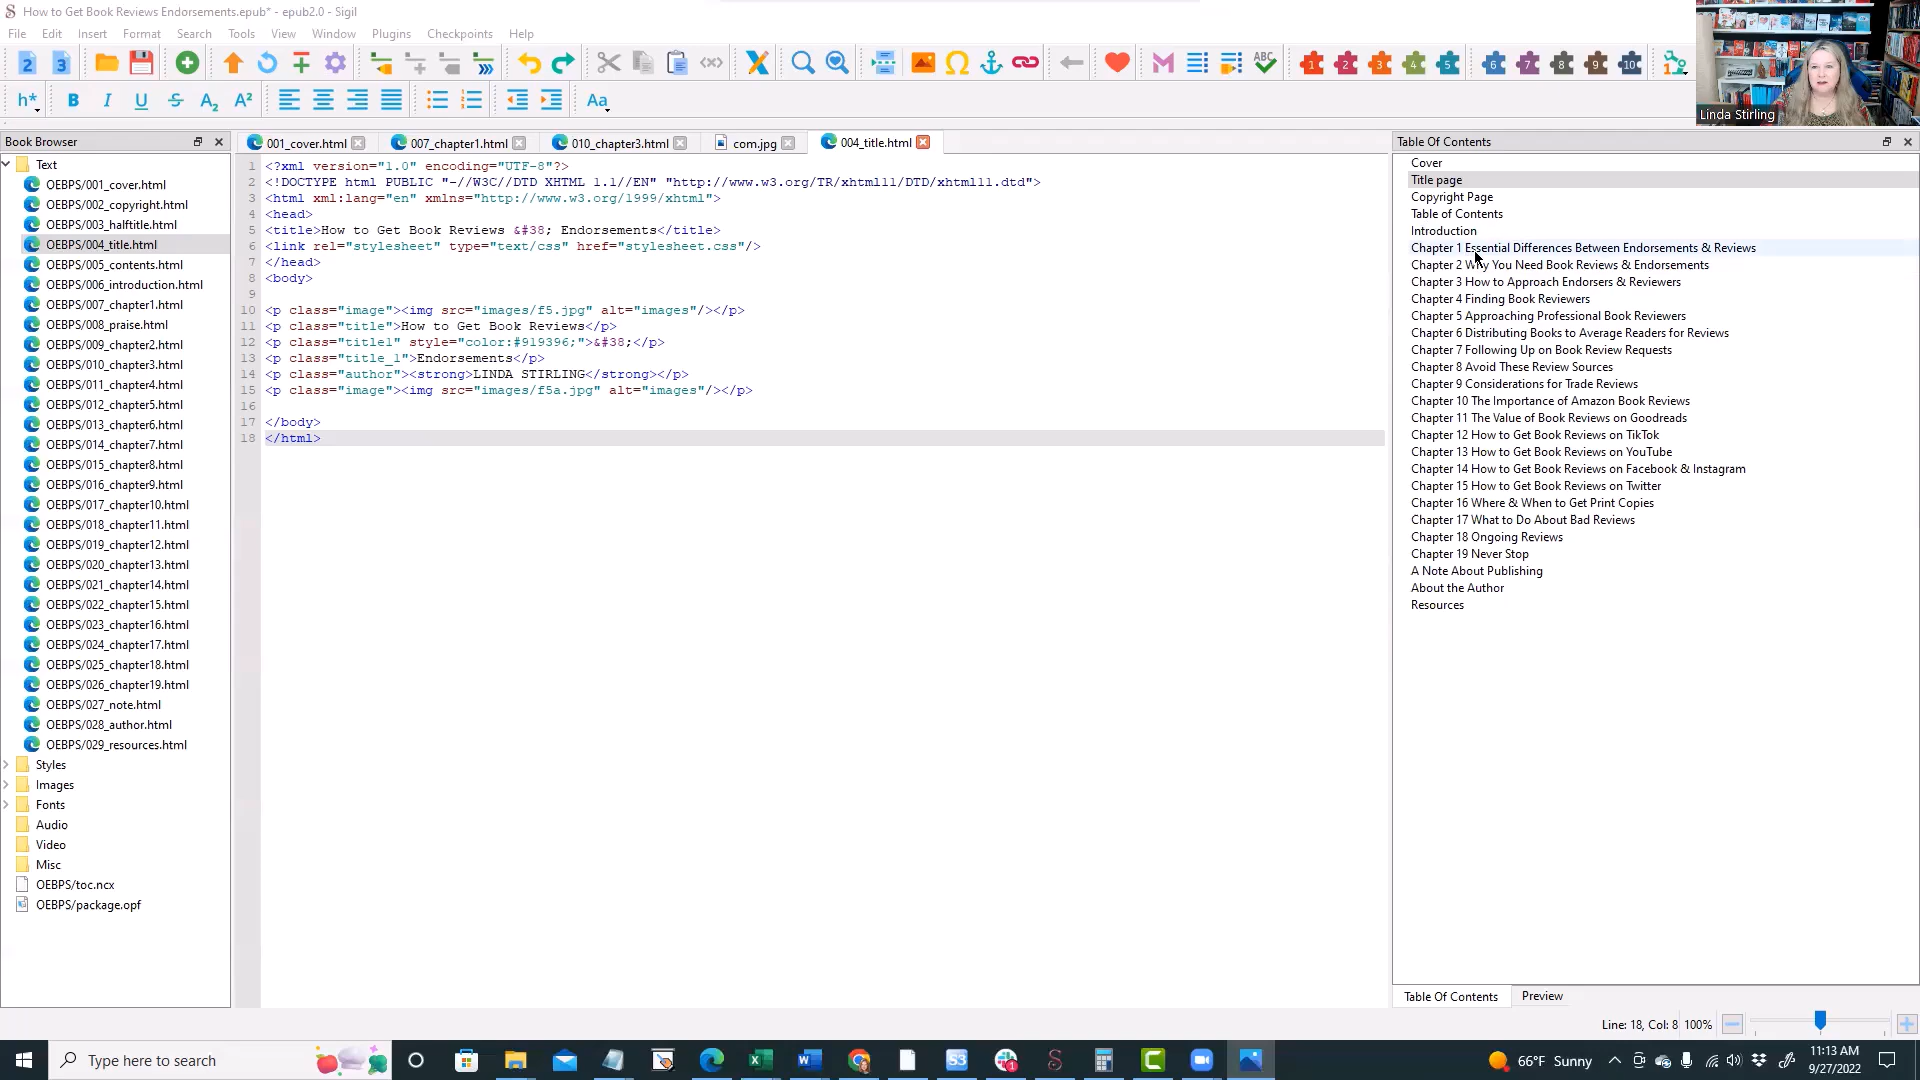 How to Get Book Reviews Endorsements.epub* - epub2.0 - Sigil
File Edit Insert Format Search Tools View Window Plugins Checkpoints Help
2 3 ABC 1 2 3 4 5 6 7 8 9 10
h* B I U S A2 A2 Aa
Linda Stirling
Book Browser
Text
OEBPS/001_cover.html
OEBPS/002_copyright.html
OEBPS/003_halftitle.html
OEBPS/004_title.html
OEBPS/005_contents.html
OEBPS/006_introduction.html
OEBPS/007_chapter1.html
OEBPS/008_praise.html
OEBPS/009_chapter2.html
OEBPS/010_chapter3.html
OEBPS/011_chapter4.html
OEBPS/012_chapter5.html
OEBPS/013_chapter6.html
OEBPS/014_chapter7.html
OEBPS/015_chapter8.html
OEBPS/016_chapter9.html
OEBPS/017_chapter10.html
OEBPS/018_chapter11.html
OEBPS/019_chapter12.html
OEBPS/020_chapter13.html
OEBPS/021_chapter14.html
OEBPS/022_chapter15.html
OEBPS/023_chapter16.html
OEBPS/024_chapter17.html
OEBPS/025_chapter18.html
OEBPS/026_chapter19.html
OEBPS/027_note.html
OEBPS/028_author.html
OEBPS/029_resources.html
Styles
Images
Fonts
Audio
Video
Misc
OEBPS/toc.ncx
OEBPS/package.opf
001_cover.html 007_chapter1.html 010_chapter3.html com.jpg 004_title.html
1 <?xml version="1.0" encoding="UTF-8"?>
2 <!DOCTYPE html PUBLIC "-//W3C//DTD XHTML 1.1//EN" "http://www.w3.org/TR/xhtml11/DTD/xhtml11.dtd">
3 <html xml:lang="en" xmlns="http://www.w3.org/1999/xhtml">
4 <head>
5 <title>How to Get Book Reviews &#38; Endorsements</title>
6 <link rel="stylesheet" type="text/css" href="stylesheet.css"/>
7 </head>
8 <body>
9
10 <p class="image"><img src="images/f5.jpg" alt="images"/></p>
11 <p class="title">How to Get Book Reviews</p>
12 <p class="title1" style="color:#919396;">&#38;</p>
13 <p class="title_1">Endorsements</p>
14 <p class="author"><strong>LINDA STIRLING</strong></p>
15 <p class="image"><img src="images/f5a.jpg" alt="images"/></p>
16
17 </body>
18 </html>
Table Of Contents
Cover
Title page
Copyright Page
Table of Contents
Introduction
Chapter 1 Essential Differences Between Endorsements & Reviews
Chapter 2 Why You Need Book Reviews & Endorsements
Chapter 3 How to Approach Endorsers & Reviewers
Chapter 4 Finding Book Reviewers
Chapter 5 Approaching Professional Book Reviewers
Chapter 6 Distributing Books to Average Readers for Reviews
Chapter 7 Following Up on Book Review Requests
Chapter 8 Avoid These Review Sources
Chapter 9 Considerations for Trade Reviews
Chapter 10 The Importance of Amazon Book Reviews
Chapter 11 The Value of Book Reviews on Goodreads
Chapter 12 How to Get Book Reviews on TikTok
Chapter 13 How to Get Book Reviews on YouTube
Chapter 14 How to Get Book Reviews on Facebook & Instagram
Chapter 15 How to Get Book Reviews on Twitter
Chapter 16 Where & When to Get Print Copies
Chapter 17 What to Do About Bad Reviews
Chapter 18 Ongoing Reviews
Chapter 19 Never Stop
A Note About Publishing
About the Author
Resources
Table Of Contents Preview
Line: 18, Col: 8 100%
Type here to search
66°F Sunny
11:13 AM
9/27/2022